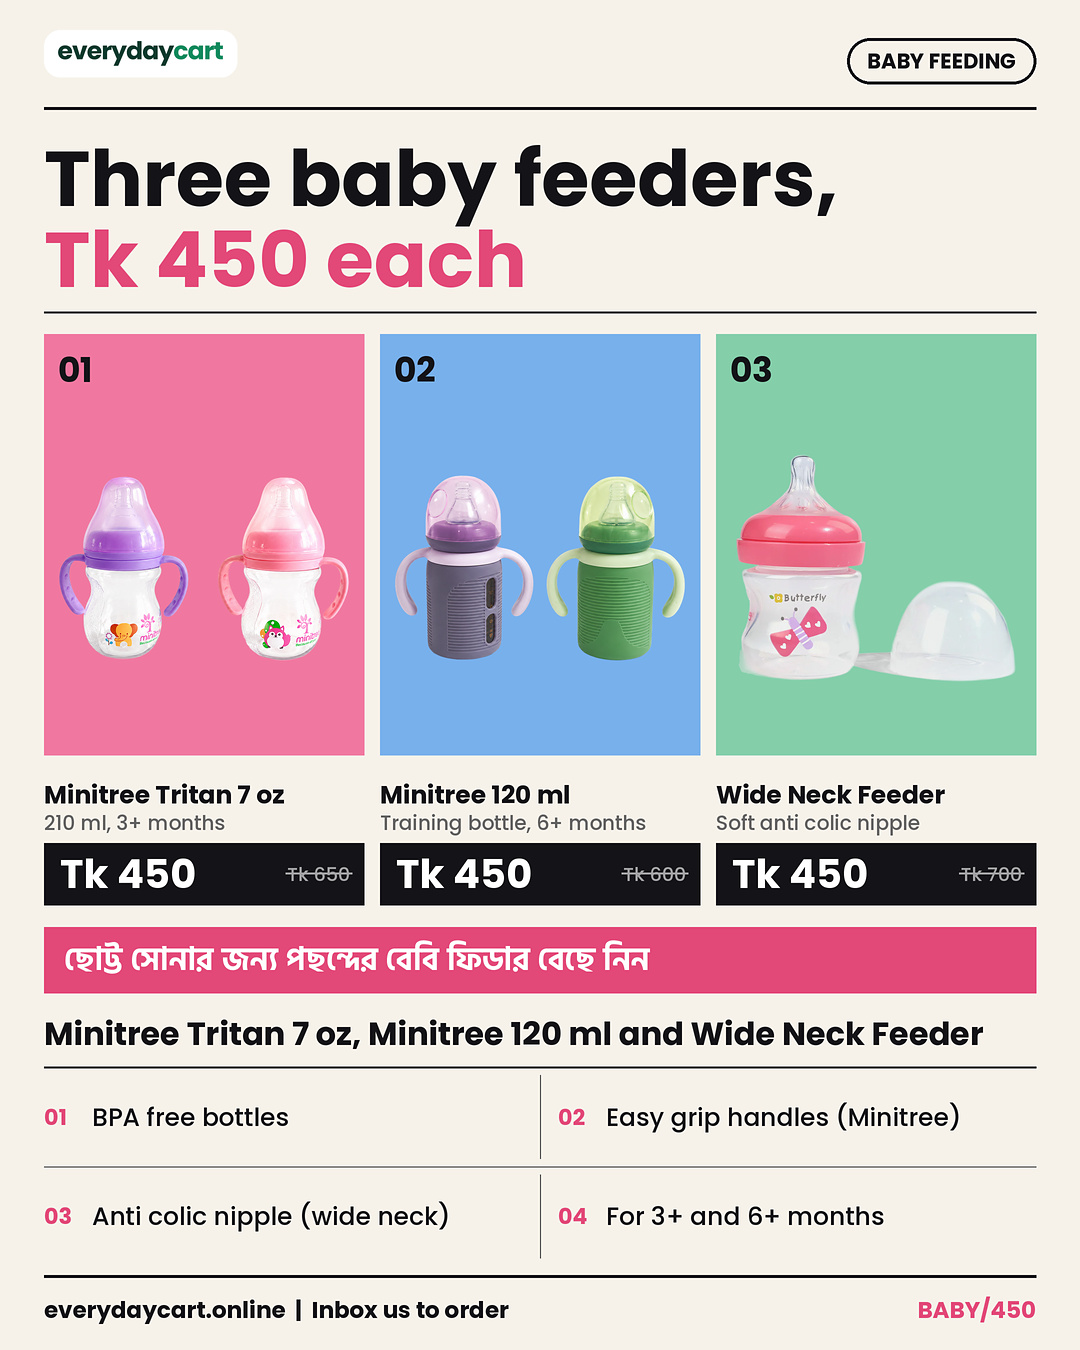 everydaycart
BABY FEEDING
Three baby feeders,
Tk 450 each
01
02
03
minitree
minitree
Butterfly
Minitree Tritan 7 oz
210 ml, 3+ months
Tk 450
Tk 650
Minitree 120 ml
Training bottle, 6+ months
Tk 450
Tk 600
Wide Neck Feeder
Soft anti colic nipple
Tk 450
Tk 700
ছোট্ট সোনার জন্য পছন্দের বেবি ফিডার বেছে নিন
Minitree Tritan 7 oz, Minitree 120 ml and Wide Neck Feeder
01 BPA free bottles
02 Easy grip handles (Minitree)
03 Anti colic nipple (wide neck)
04 For 3+ and 6+ months
everydaycart.online | Inbox us to order
BABY/450